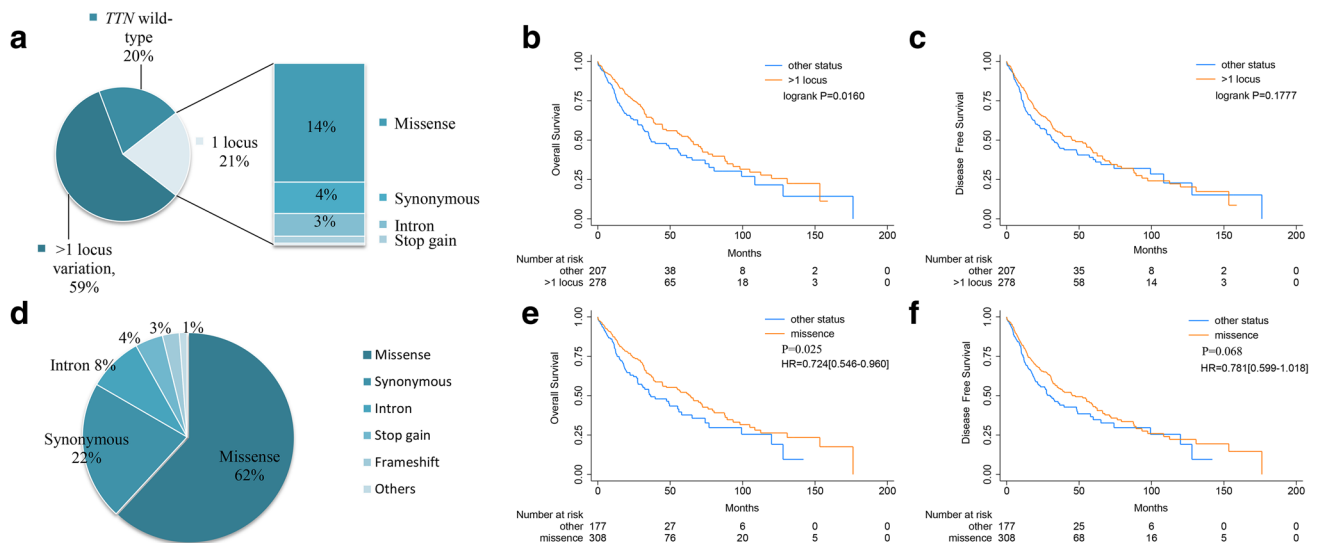 a
TTN wild-
type
20%
1 locus
21%
>1 locus
variation,
59%
14%
4%
3%
Missense
Synonymous
Intron
Stop gain
b
Overall Survival
0.00
0.25
0.50
0.75
1.00
other status
>1 locus
logrank P=0.0160
0
50
100
150
200
Months
Number at risk
other 207 38 8 2 0
>1 locus 278 65 18 3 0
c
Disease Free Survival
0.00
0.25
0.50
0.75
1.00
other status
>1 locus
logrank P=0.1777
0
50
100
150
200
Months
Number at risk
other 207 35 8 2 0
>1 locus 278 58 14 3 0
d
Missense
62%
Synonymous
22%
Intron 8%
4%
3%
1%
Missense
Synonymous
Intron
Stop gain
Frameshift
Others
e
Overall Survival
0.00
0.25
0.50
0.75
1.00
other status
missence
P=0.025
HR=0.724[0.546-0.960]
0
50
100
150
200
Months
Number at risk
other 177 27 6 0 0
missence 308 76 20 5 0
f
Disease Free Survival
0.00
0.25
0.50
0.75
1.00
other status
missence
P=0.068
HR=0.781[0.599-1.018]
0
50
100
150
200
Months
Number at risk
other 177 25 6 0 0
missence 308 68 16 5 0